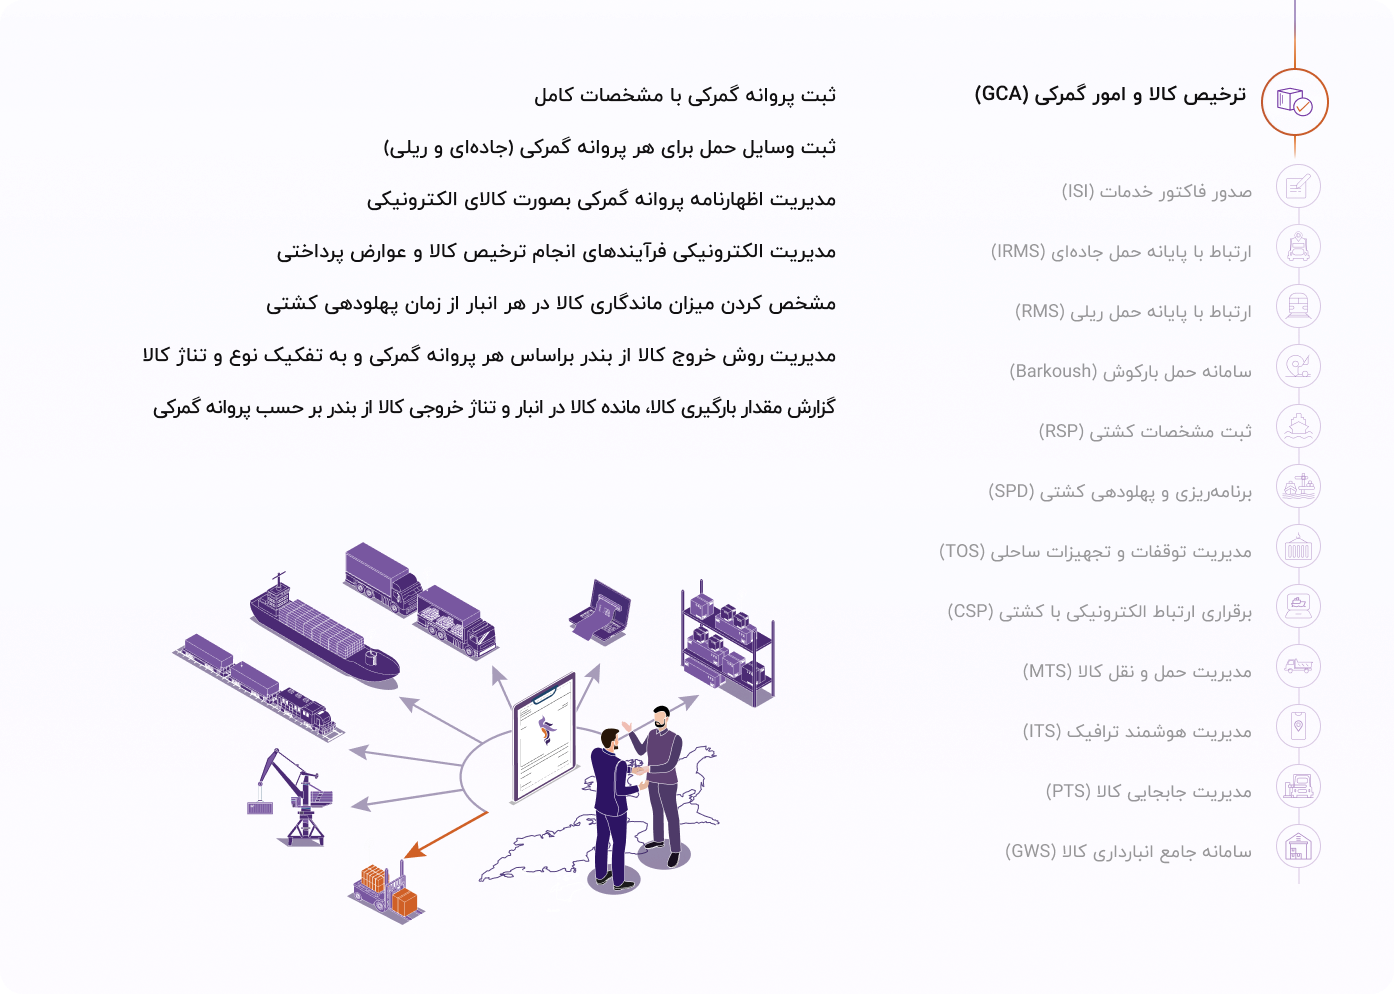 ترخیص کالا و امور گمرکی (GCA)
صدور فاکتور خدمات (ISI)
ارتباط با پایانه حمل جاده‌ای (IRMS)
ارتباط با پایانه حمل ریلی (RMS)
سامانه حمل بارکوش (Barkoush)
ثبت مشخصات کشتی (RSP)
برنامه‌ریزی و پهلودهی کشتی (SPD)
مدیریت توقفات و تجهیزات ساحلی (TOS)
برقراری ارتباط الکترونیکی با کشتی (CSP)
مدیریت حمل و نقل کالا (MTS)
مدیریت هوشمند ترافیک (ITS)
مدیریت جابجایی کالا (PTS)
سامانه جامع انبارداری کالا (GWS)
ثبت پروانه گمرکی با مشخصات کامل
ثبت وسایل حمل برای هر پروانه گمرکی (جاده‌ای و ریلی)
مدیریت اظهارنامه پروانه گمرکی بصورت کالای الکترونیکی
مدیریت الکترونیکی فرآیندهای انجام ترخیص کالا و عوارض پرداختی
مشخص کردن میزان ماندگاری کالا در هر انبار از زمان پهلودهی کشتی
مدیریت روش خروج کالا از بندر براساس هر پروانه گمرکی و به تفکیک نوع و تناژ کالا
گزارش مقدار بارگیری کالا، مانده کالا در انبار و تناژ خروجی کالا از بندر بر حسب پروانه گمرکی